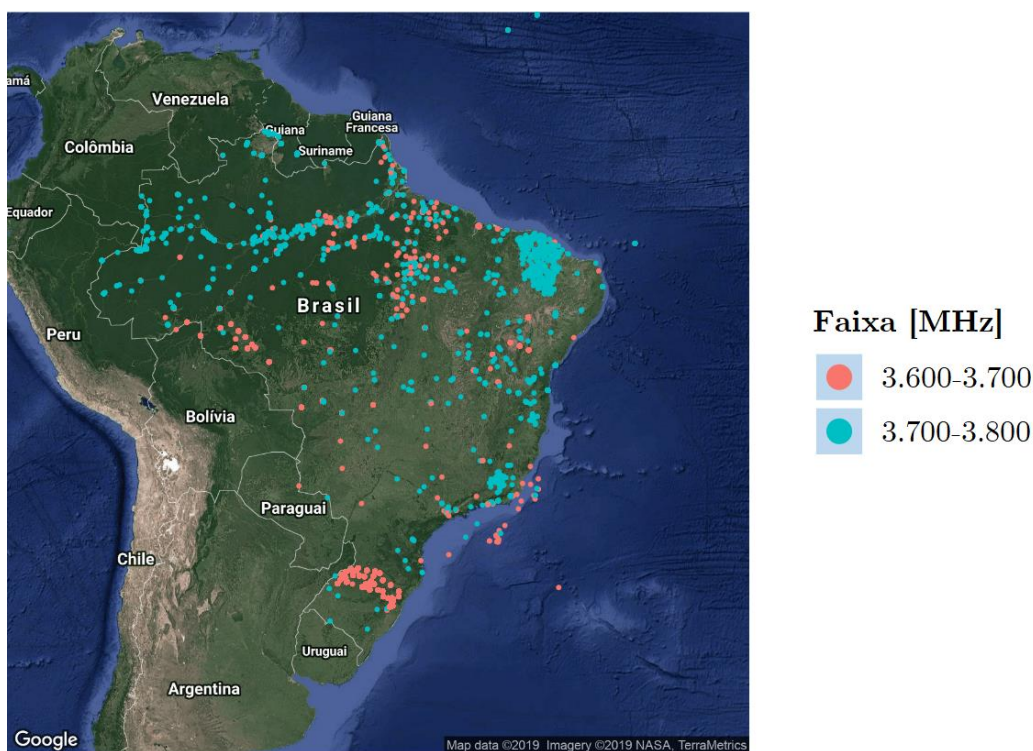 Venezuela
amá
Guiana
Francesa
Guiana
Colômbia
Suriname
Equador
Brasil
Faixa [MHz]
Peru
3.600-3.700
Bolívia
3.700-3.800
Paraguai
Chile
Uruguai
Argentina
Google
Map data ©2019 Imagery ©2019 NASA, TerraMetrics